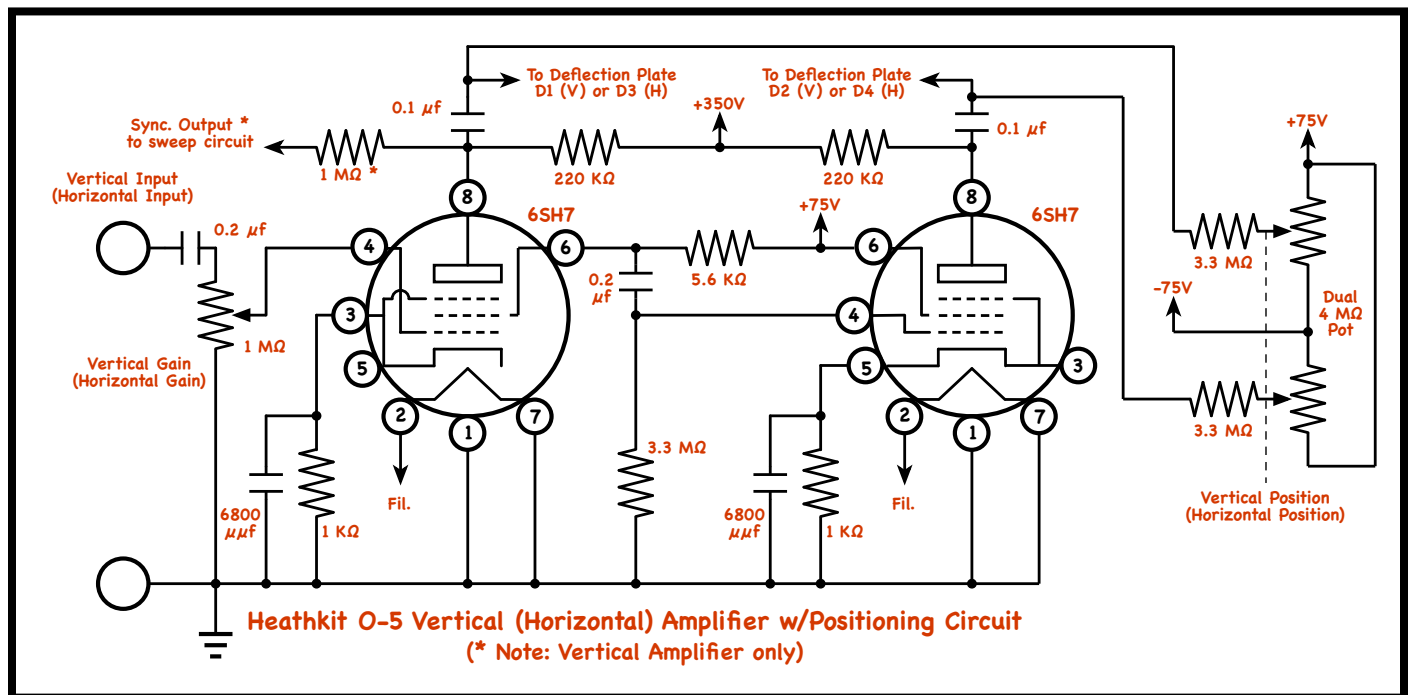 To Deflection Plate
D1 (V) or D3 (H)
To Deflection Plate
D2 (V) or D4 (H)
0.1 µf
+350V
0.1 µf
Sync. Output *
to sweep circuit
1 MΩ *
220 KΩ
220 KΩ
+75V
Vertical Input
(Horizontal Input)
8
6SH7
+75V
8
6SH7
0.2 µf
4
6
5.6 KΩ
6
3.3 MΩ
0.2
µf
-75V
Dual
4 MΩ
Pot
3
4
1 MΩ
Vertical Gain
(Horizontal Gain)
5
5
3
2
1
7
2
1
7
3.3 MΩ
3.3 MΩ
Fil.
Fil.
Vertical Position
(Horizontal Position)
6800
µµf
1 KΩ
6800
µµf
1 KΩ
Heathkit O-5 Vertical (Horizontal) Amplifier w/Positioning Circuit
(* Note: Vertical Amplifier only)